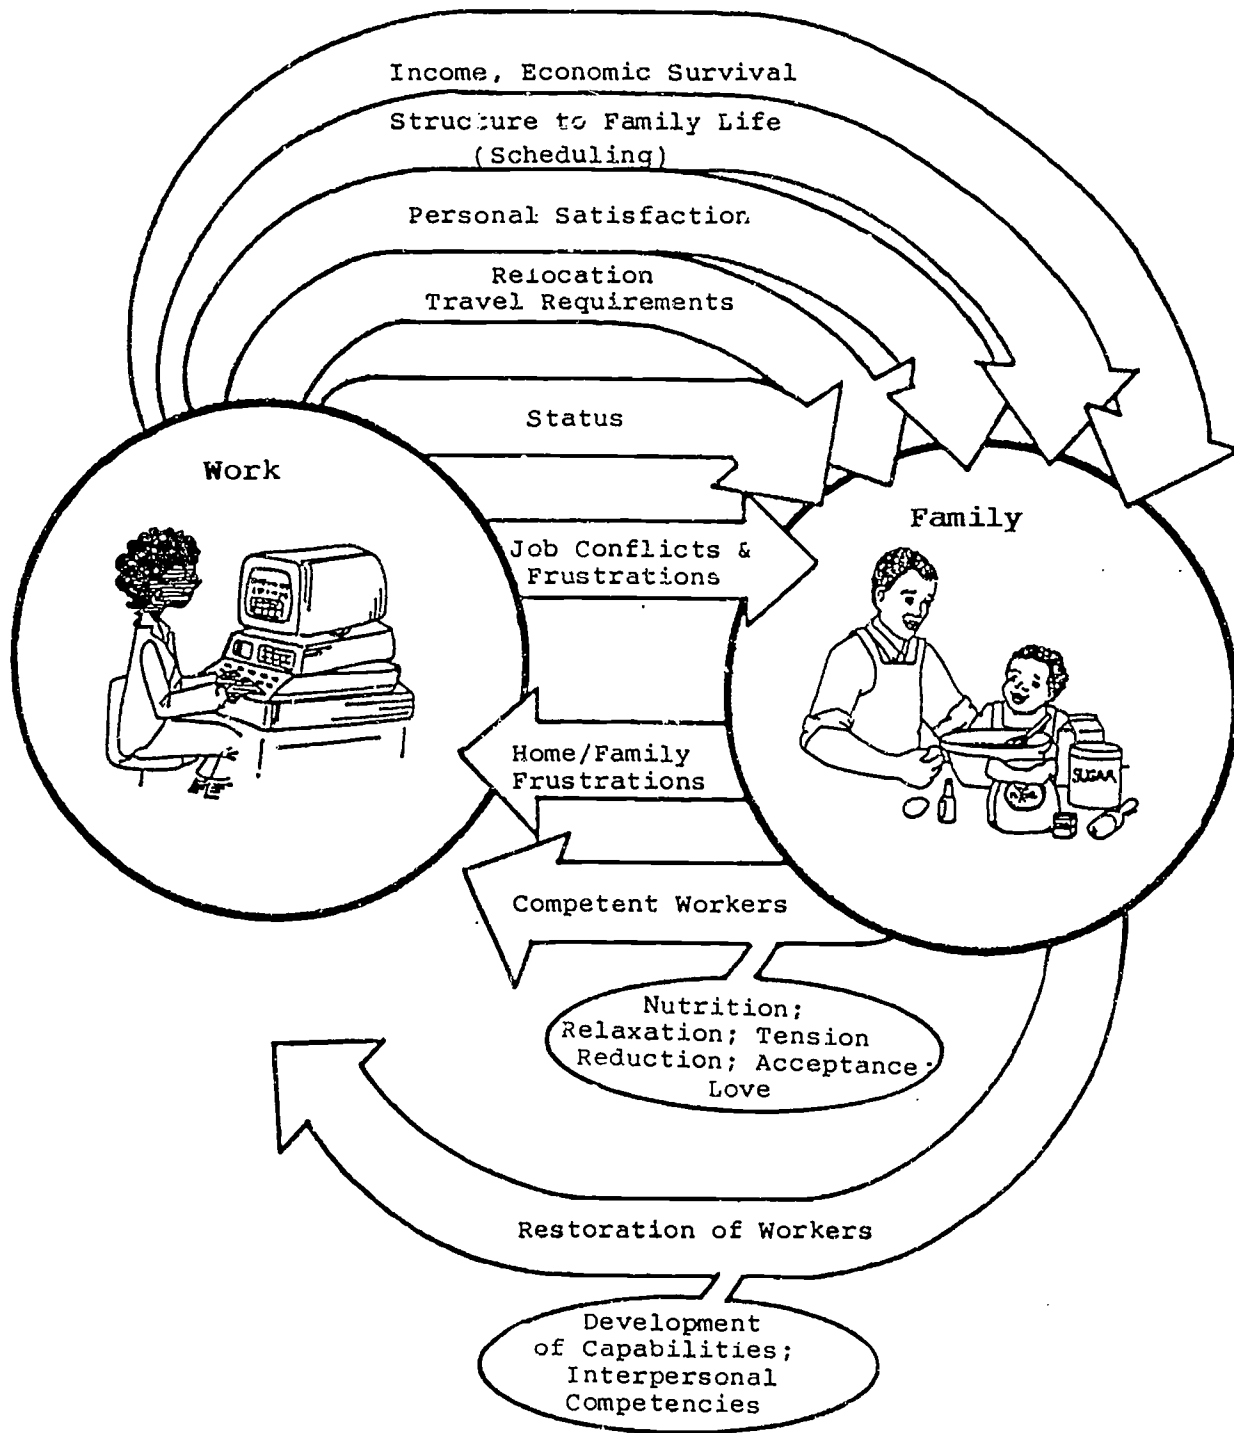 Income, Economic Survival
Structure to Family Life
(Scheduling)
Personal Satisfaction
Relocation
Travel Requirements
Status
Work
Family
Job Conflicts &
Frustrations
Home/Family
Frustrations
SUGAR
Competent Workers
Nutrition;
Relaxation; Tension
Reduction; Acceptance
Love
Restoration of Workers
Development
of Capabilities;
Interpersonal
Competencies